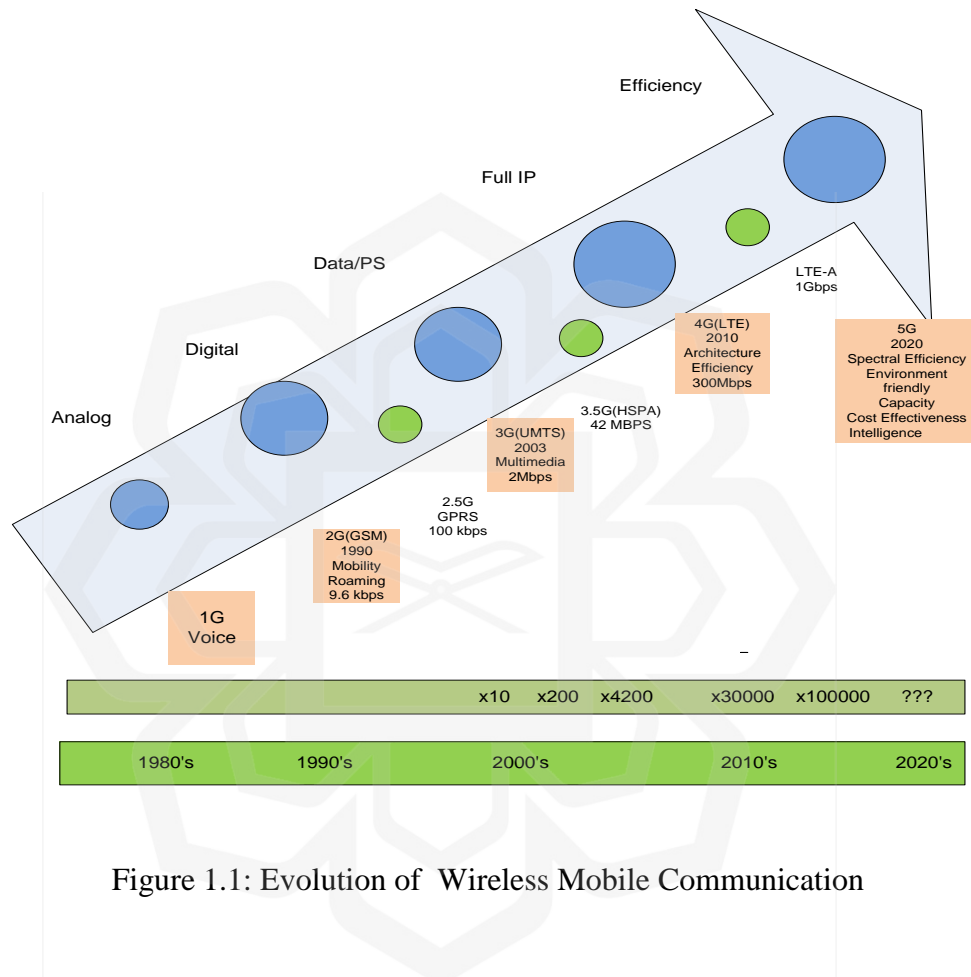 Efficiency
Full IP
Data/PS
Digital
Analog
LTE-A
1Gbps
5G
2020
Spectral Efficiency
Environment
friendly
Capacity
Cost Effectiveness
Intelligence
4G(LTE)
2010
Architecture
Efficiency
300Mbps
3.5G(HSPA)
42 MBPS
3G(UMTS)
2003
Multimedia
2Mbps
2.5G
GPRS
100 kbps
2G(GSM)
1990
Mobility
Roaming
9.6 kbps
1G
Voice
x10 x200 x4200 x30000 x100000 ???
1980's 1990's 2000's 2010's 2020's
Figure 1.1: Evolution of Wireless Mobile Communication